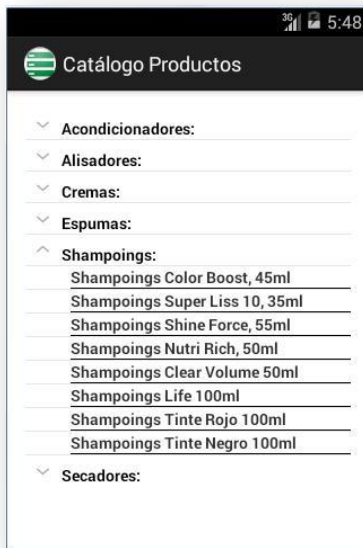 3G 5:48
Catálogo Productos
Acondicionadores:
Alisadores:
Cremas:
Espumas:
Shampoings:
Shampoings Color Boost, 45ml
Shampoings Super Liss 10, 35ml
Shampoings Shine Force, 55ml
Shampoings Nutri Rich, 50ml
Shampoings Clear Volume 50ml
Shampoings Life 100ml
Shampoings Tinte Rojo 100ml
Shampoings Tinte Negro 100ml
Secadores: